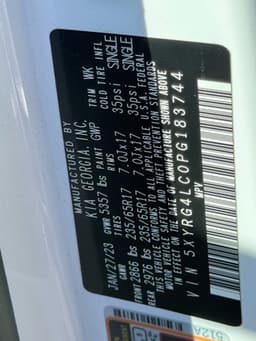 MANUFACTURED BY
KIA GEORGIA, INC.
JAN/27/23 PAINT GWP TRIM WK
GVWR 5357 lbs
GAWR TIRES RIMS COLD TIRE INFL
FRONT 2866 lbs 235/65R17 7.0JX17 35psi SINGLE
REAR 2976 lbs 235/65R17 7.0JX17 35psi SINGLE
THIS VEHICLE CONFORMS TO ALL APPLICABLE U.S.A. FEDERAL
MOTOR VEHICLE SAFETY AND THEFT PREVENTION STANDARDS
IN EFFECT ON THE DATE OF MANUFACTURE SHOWN ABOVE
VIN 5XYRG4LC0PG183744
MPV
512A